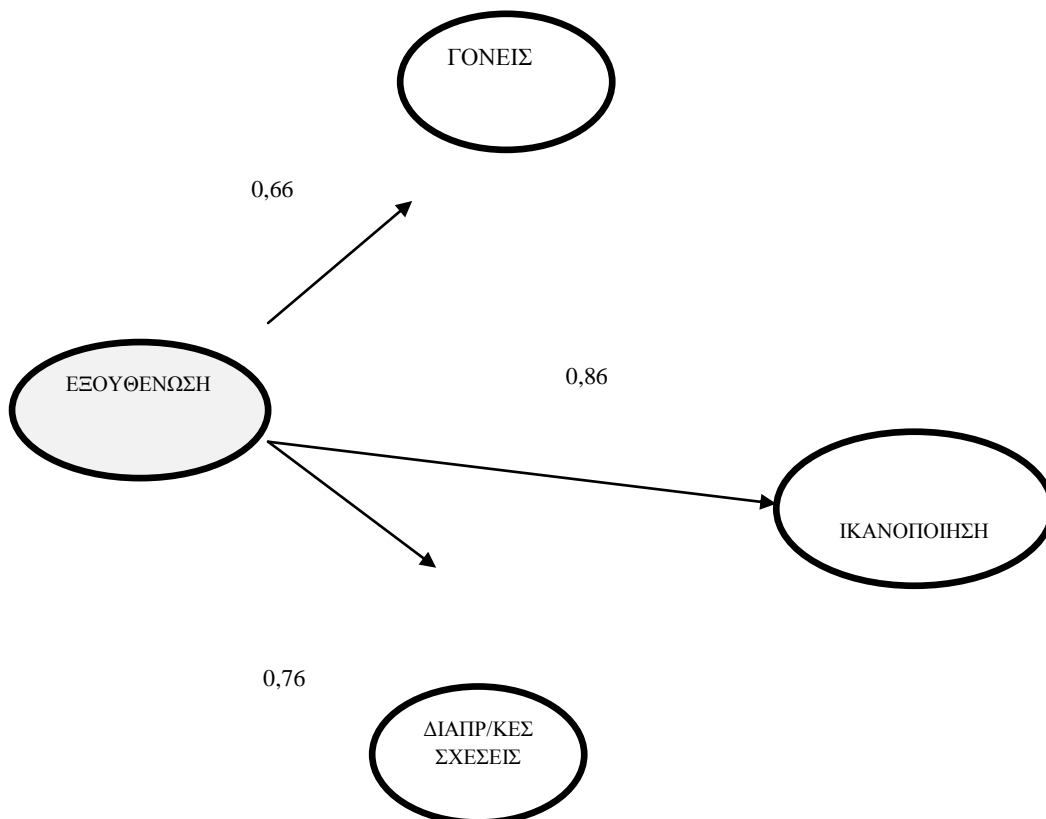 ΓΟΝΕΙΣ
0,66
ΕΞΟΥΘΕΝΩΣΗ
0,86
ΙΚΑΝΟΠΟΙΗΣΗ
0,76
ΔΙΑΠΡ/ΚΕΣ
ΣΧΕΣΕΙΣ